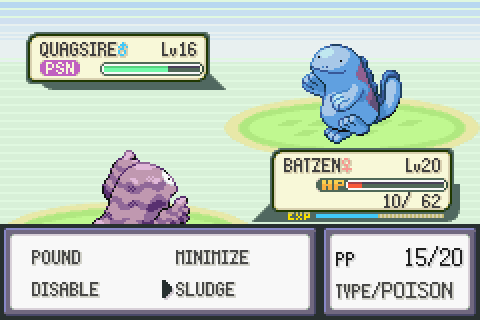 QUAGSIRE♂ Lv16
PSN
BATZEN♀ Lv20
HP
10/ 62
EXP
POUND MINIMIZE
DISABLE ▶SLUDGE
PP 15/20
TYPE/POISON